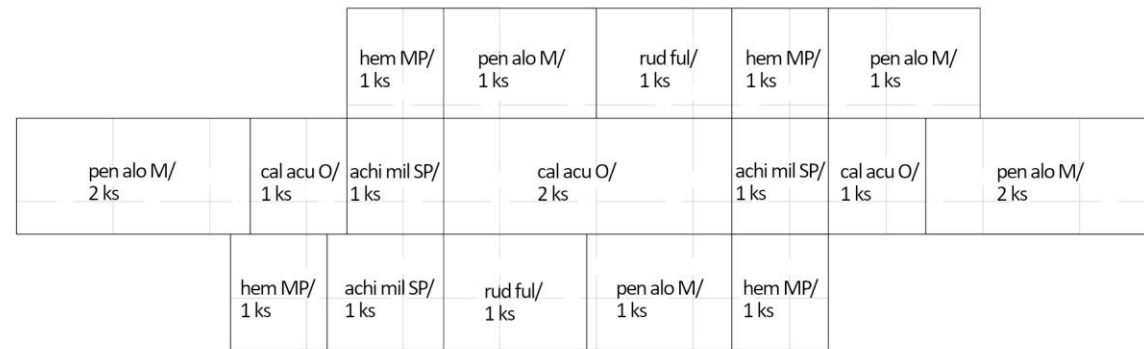 hem MP/
1 ks
pen alo M/
1 ks
rud ful/
1 ks
hem MP/
1 ks
pen alo M/
1 ks
pen alo M/
2 ks
cal acu O/
1 ks
achi mil SP/
1 ks
cal acu O/
2 ks
achi mil SP/
1 ks
cal acu O/
1 ks
pen alo M/
2 ks
hem MP/
1 ks
achi mil SP/
1 ks
rud ful/
1 ks
pen alo M/
1 ks
hem MP/
1 ks